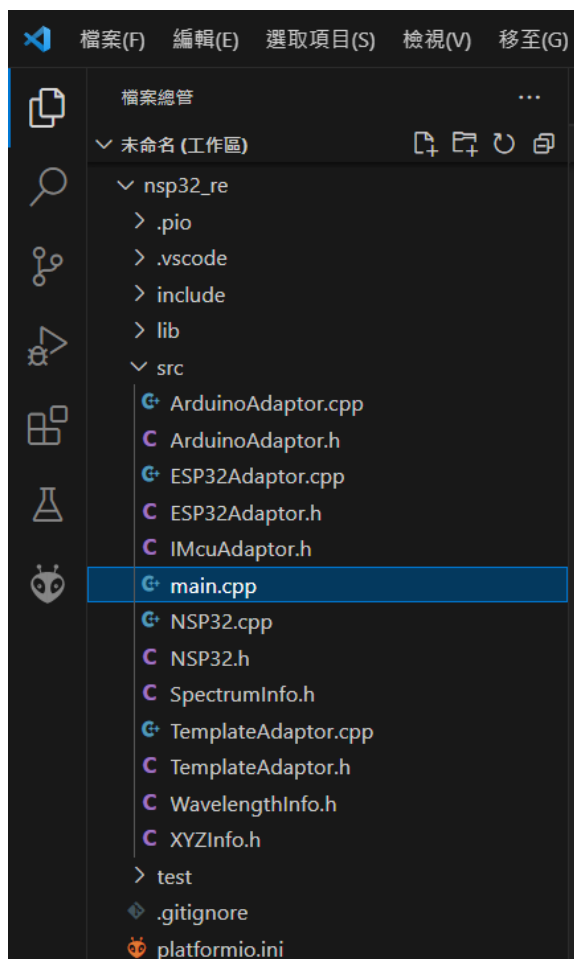 檔案(F) 編輯(E) 選取項目(S) 檢視(V) 移至(G)
檔案總管
未命名 (工作區)
nsp32_re
.pio
.vscode
include
lib
src
ArduinoAdaptor.cpp
ArduinoAdaptor.h
ESP32Adaptor.cpp
ESP32Adaptor.h
IMcuAdaptor.h
main.cpp
NSP32.cpp
NSP32.h
SpectrumInfo.h
TemplateAdaptor.cpp
TemplateAdaptor.h
WavelengthInfo.h
XYZInfo.h
test
.gitignore
platformio.ini